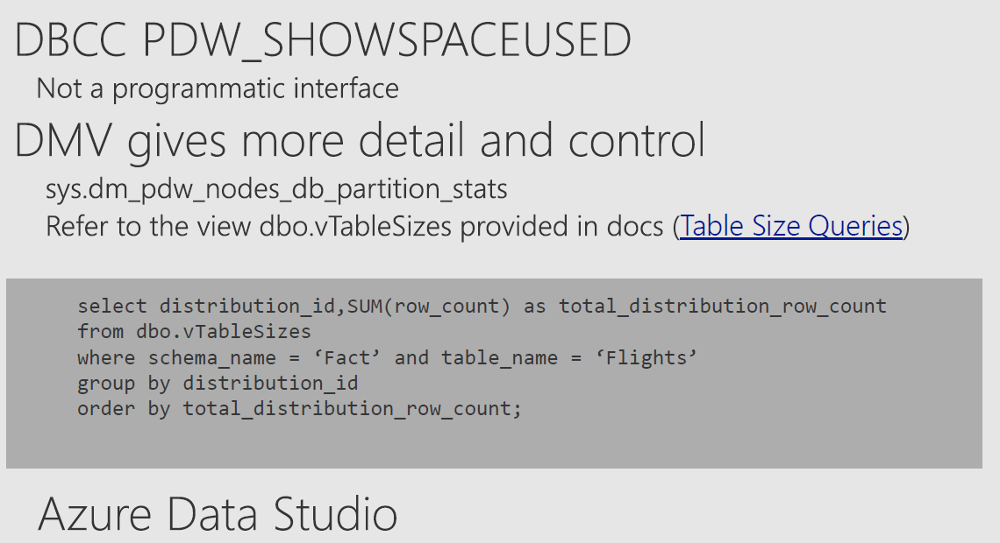 DBCC PDW_SHOWSPACEUSED
Not a programmatic interface
DMV gives more detail and control
sys.dm_pdw_nodes_db_partition_stats
Refer to the view dbo.vTableSizes provided in docs (Table Size Queries)
select distribution_id,SUM(row_count) as total_distribution_row_count
from dbo.vTableSizes
where schema_name = ‘Fact’ and table_name = ‘Flights’
group by distribution_id
order by total_distribution_row_count;
Azure Data Studio